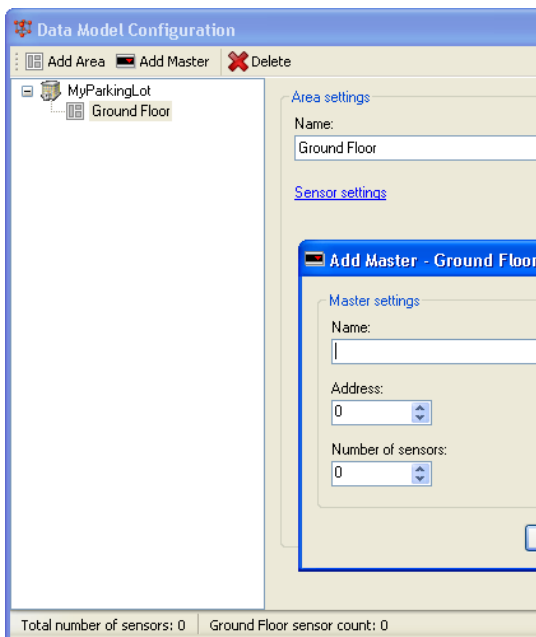 Data Model Configuration
Add Area Add Master Delete
MyParkingLot
Ground Floor
Area settings
Name:
Ground Floor
Sensor settings
Add Master - Ground Floor
Master settings
Name:
Address:
0
Number of sensors:
0
Total number of sensors: 0 Ground Floor sensor count: 0